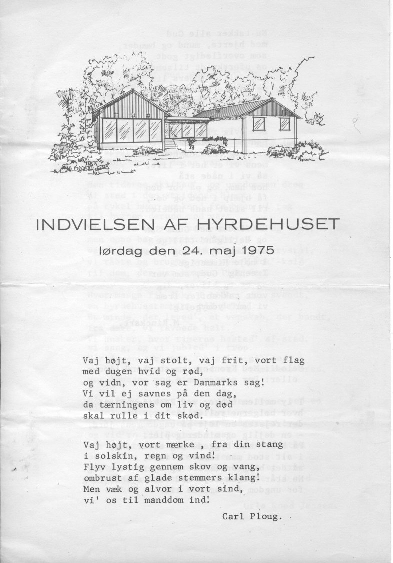 INDVIELSEN AF HYRDEHUSET
lørdag den 24. maj 1975
Vaj højt, vaj stolt, vaj frit, vort flag
med dugen hvid og rød,
og vidn, vor sag er Danmarks sag!
Vi vil ej savnes på den dag,
da tærningens om liv og død
skal rulle i dit skød.
Vaj højt, vort mærke , fra din stang
i solskin, regn og vind!
Flyv lystig gennem skov og vang,
ombrust af glade stemmers klang!
Men væk og alvor i vort sind,
vi' os til manddom ind!
Carl Ploug.